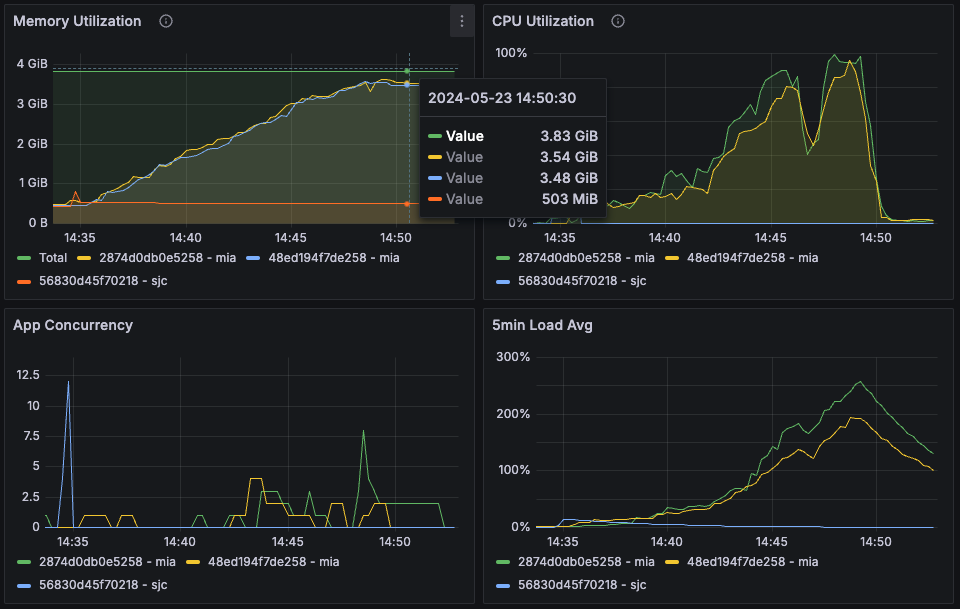 Memory Utilization
4 GiB
3 GiB
2 GiB
1 GiB
0 B
14:35 14:40 14:45 14:50
Total 2874d0db0e5258 - mia 48ed194f7de258 - mia
56830d45f70218 - sjc
2024-05-23 14:50:30
Value 3.83 GiB
Value 3.54 GiB
Value 3.48 GiB
Value 503 MiB
CPU Utilization
100%
0%
14:35 14:40 14:45 14:50
2874d0db0e5258 - mia 48ed194f7de258 - mia
56830d45f70218 - sjc
App Concurrency
12.5
10
7.5
5
2.5
0
14:35 14:40 14:45 14:50
2874d0db0e5258 - mia 48ed194f7de258 - mia
56830d45f70218 - sjc
5min Load Avg
300%
200%
100%
0%
14:35 14:40 14:45 14:50
2874d0db0e5258 - mia 48ed194f7de258 - mia
56830d45f70218 - sjc